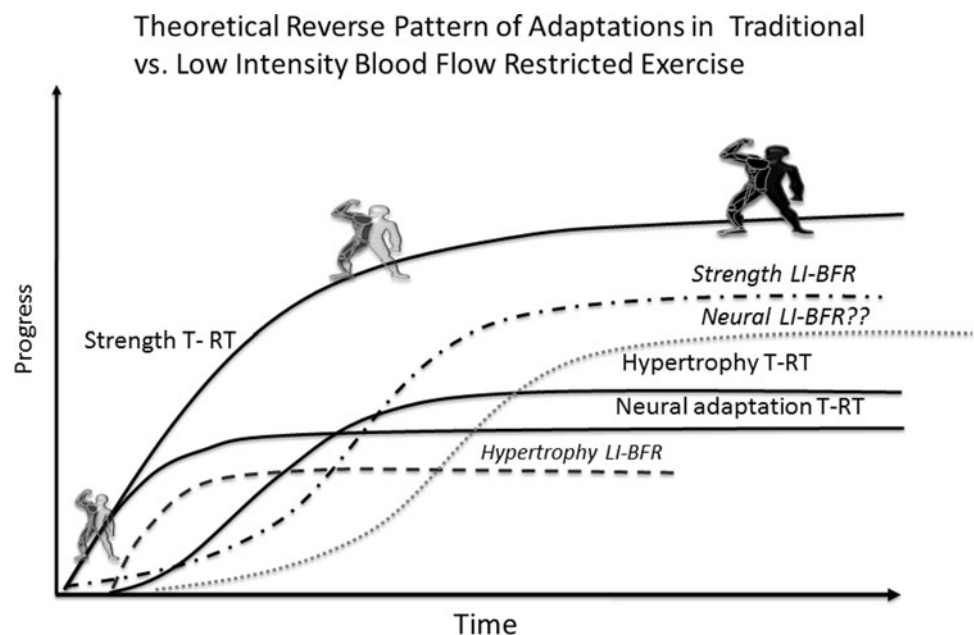 Theoretical Reverse Pattern of Adaptations in Traditional
vs. Low Intensity Blood Flow Restricted Exercise
Progress
Strength T- RT
Strength LI-BFR
Neural LI-BFR??
Hypertrophy T-RT
Neural adaptation T-RT
Hypertrophy LI-BFR
Time